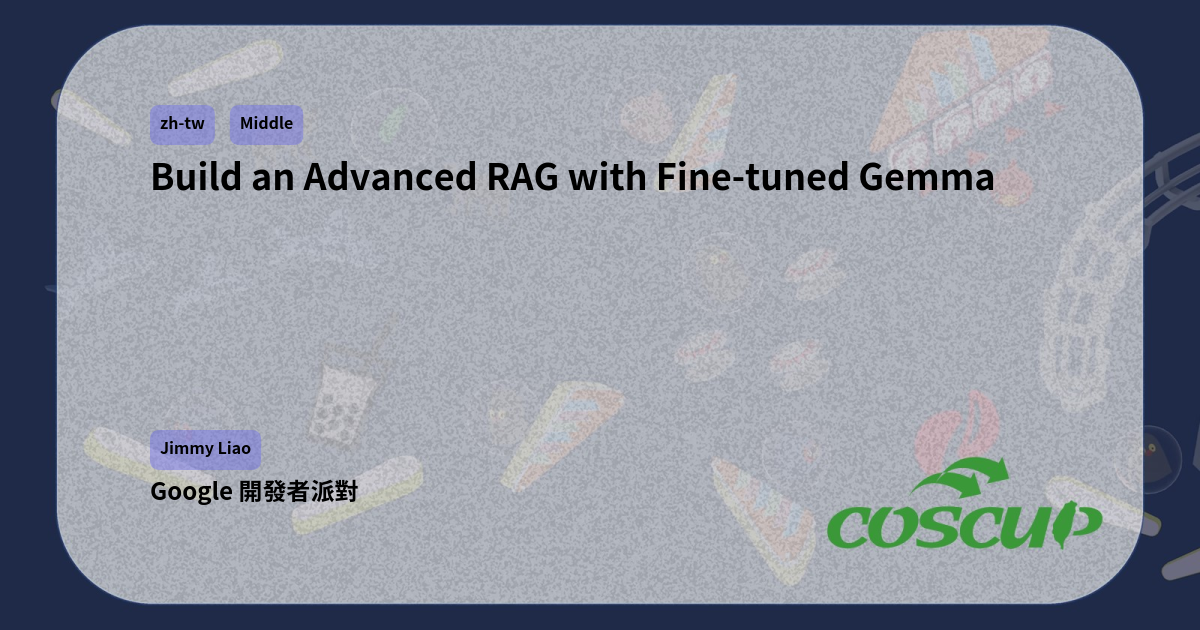 zh-tw Middle
Build an Advanced RAG with Fine-tuned Gemma
Jimmy Liao
Google 開發者派對
COSCUP